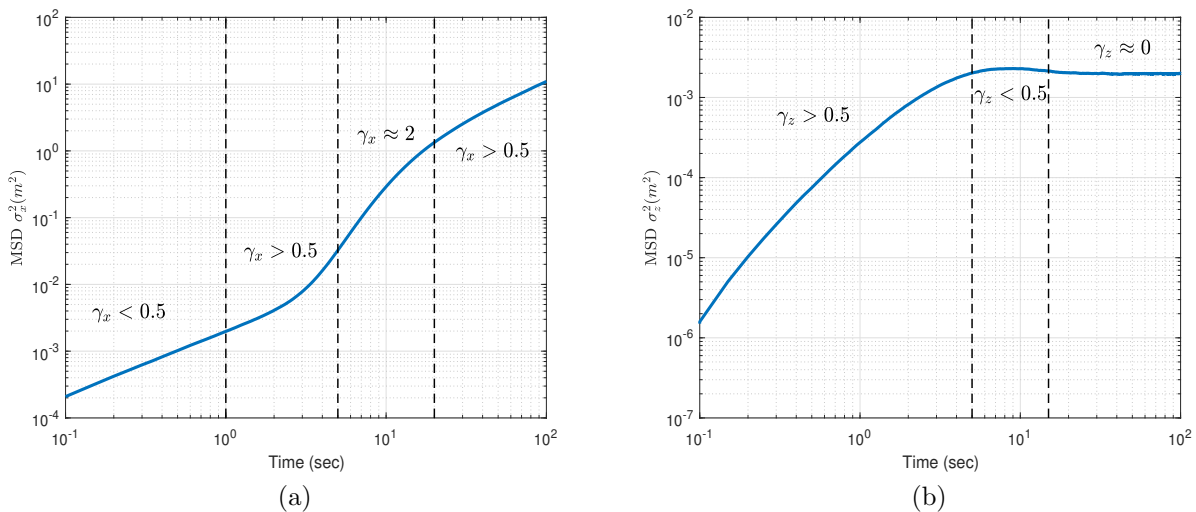 10^2
10^1
10^0
10^{-1}
10^{-2}
10^{-3}
10^{-4}
MSD σ_x^2(m^2)
γ_x < 0.5
γ_x > 0.5
γ_x ≈ 2
γ_x > 0.5
10^{-1}
10^0
10^1
10^2
Time (sec)
(a)
10^{-2}
10^{-3}
10^{-4}
10^{-5}
10^{-6}
10^{-7}
MSD σ_z^2(m^2)
γ_z > 0.5
γ_z < 0.5
γ_z ≈ 0
10^{-1}
10^0
10^1
10^2
Time (sec)
(b)